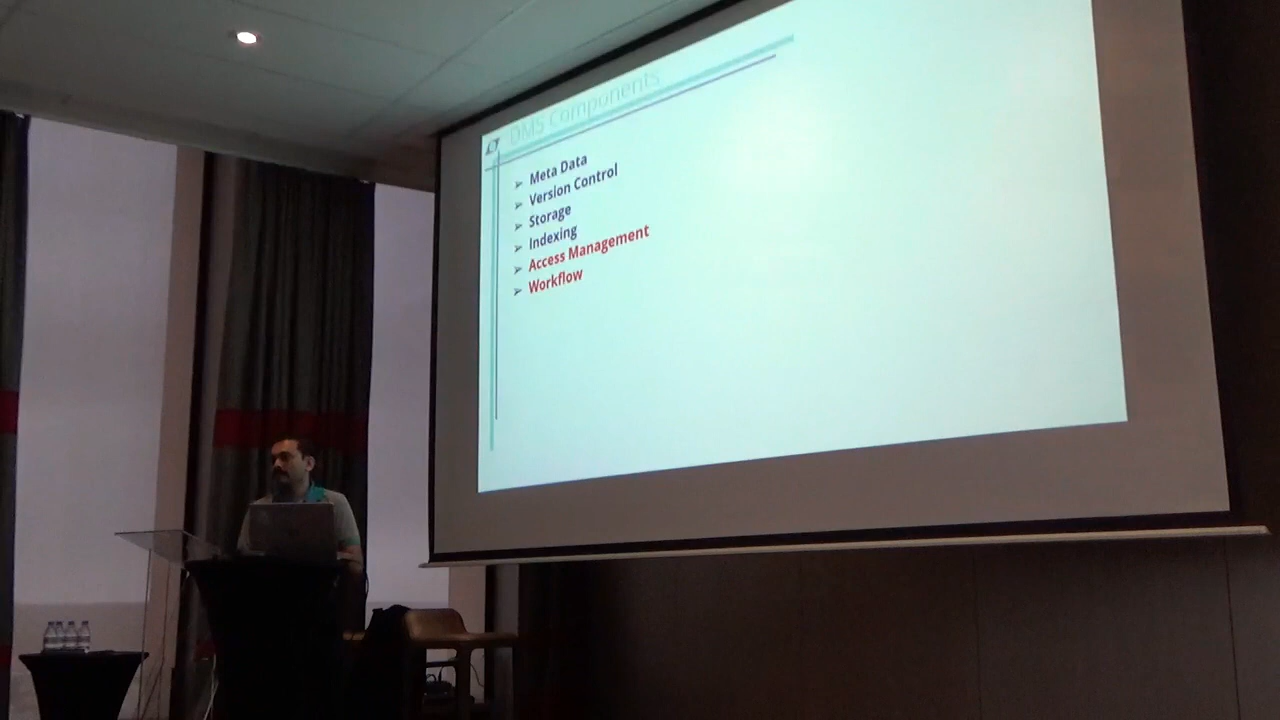 DMS Components
Meta Data
Version Control
Storage
Indexing
Access Management
Workflow